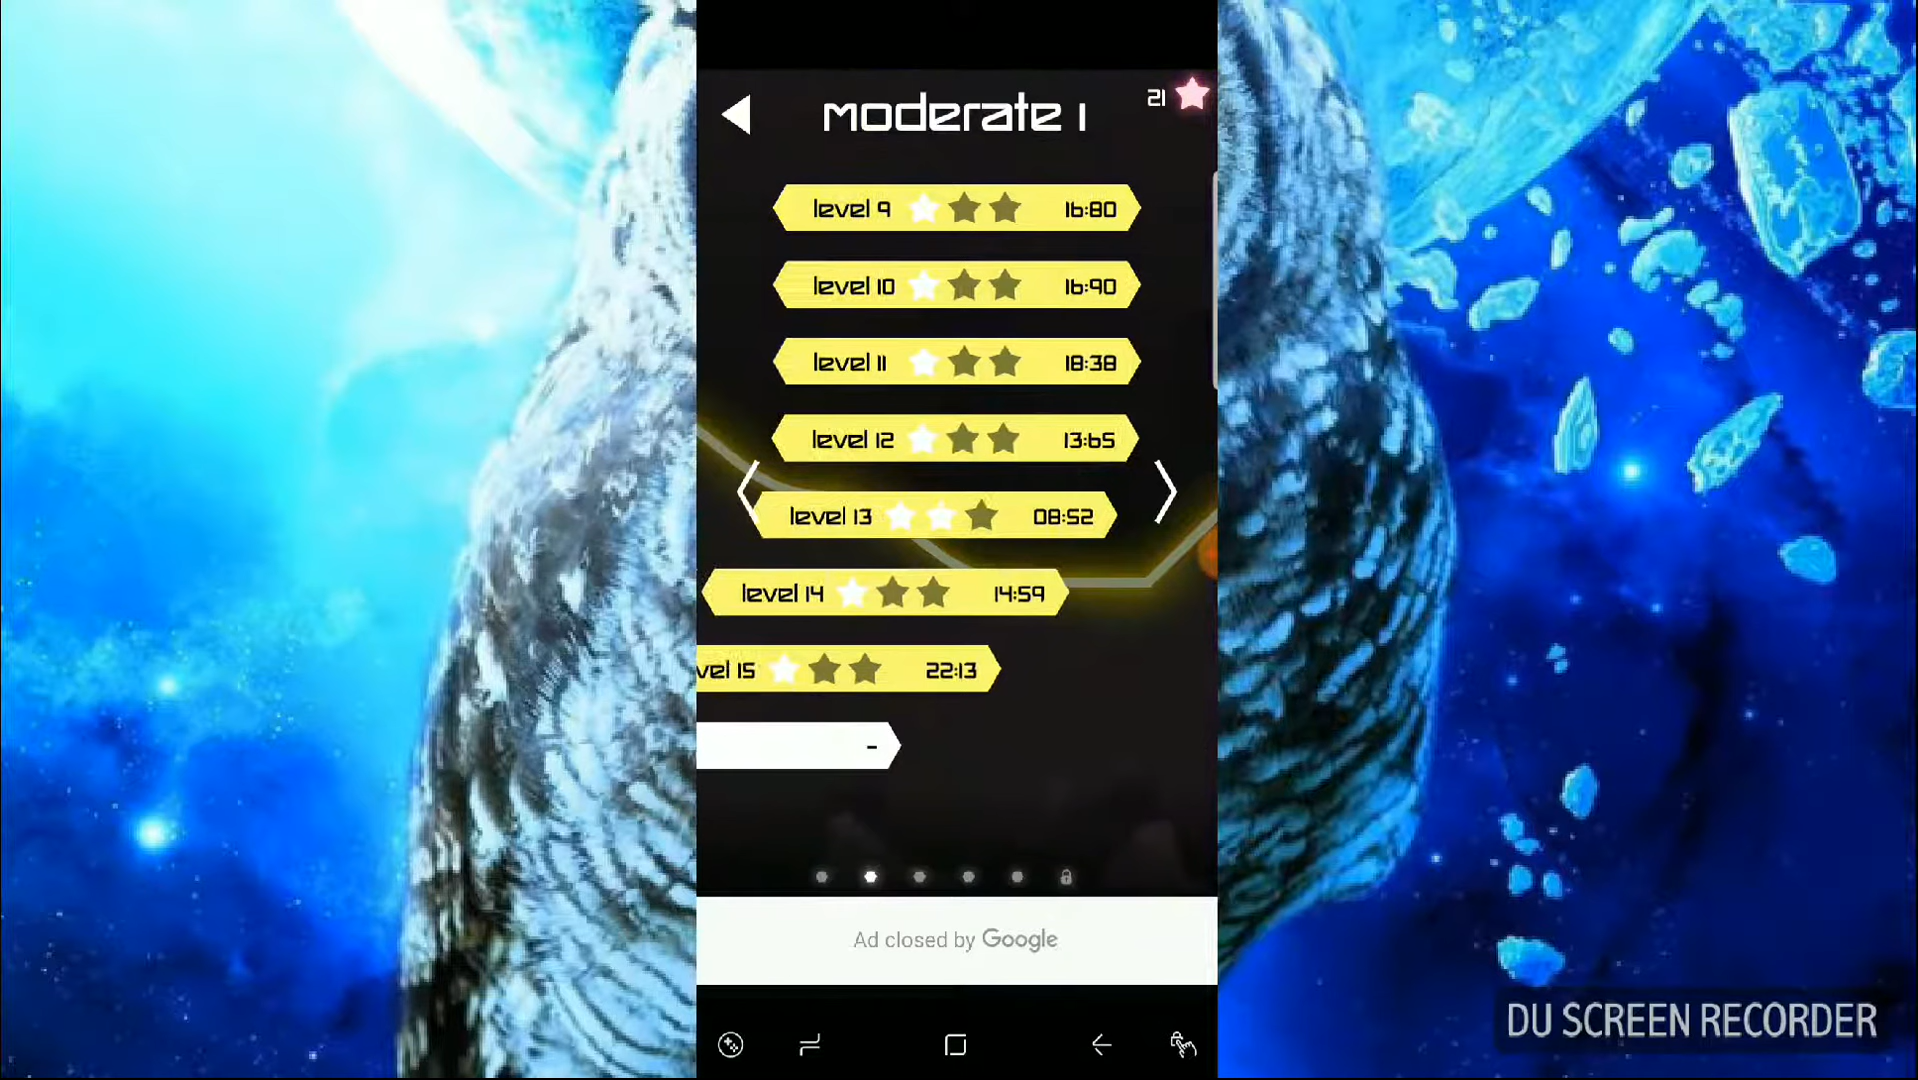 moderate 1
21
level 9 16:80
level 10 16:90
level 11 18:38
level 12 13:65
level 13 08:52
level 14 14:59
vel 15 22:13
-
Ad closed by Google
DU SCREEN RECORDER